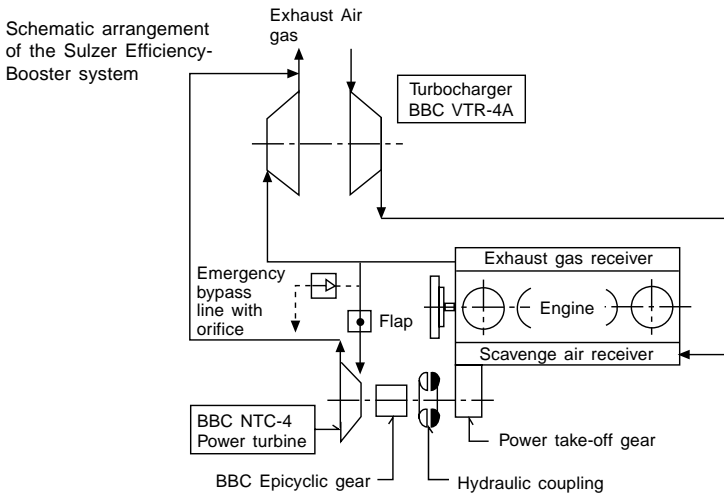 Schematic arrangement
of the Sulzer Efficiency-
Booster system
Exhaust Air
gas
Turbocharger
BBC VTR-4A
Exhaust gas receiver
Emergency
bypass
line with
orifice
Flap
Engine
Scavenge air receiver
BBC NTC-4
Power turbine
Power take-off gear
BBC Epicyclic gear
Hydraulic coupling